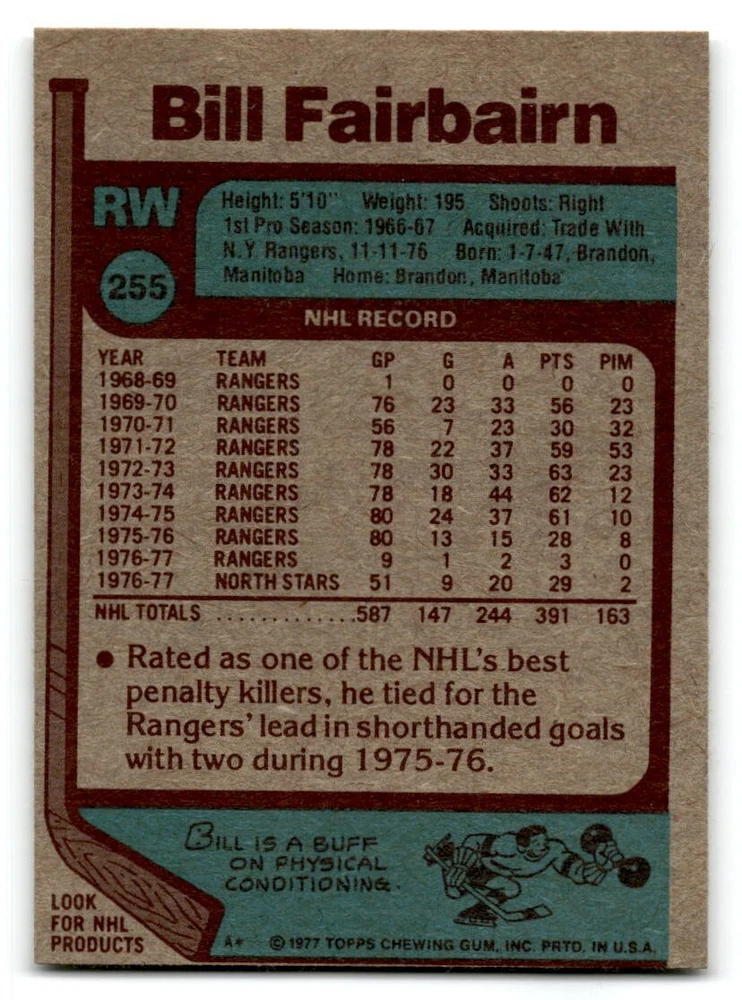 Bill Fairbairn
RW
255
Height: 5'10" Weight: 195 Shoots: Right
1st Pro Season: 1966-67 Acquired: Trade With
N.Y. Rangers, 11-11-76 Born: 1-7-47, Brandon,
Manitoba Home: Brandon, Manitoba
NHL RECORD
YEAR TEAM GP G A PTS PIM
1968-69 RANGERS 1 0 0 0 0
1969-70 RANGERS 76 23 33 56 23
1970-71 RANGERS 56 7 23 30 32
1971-72 RANGERS 78 22 37 59 53
1972-73 RANGERS 78 30 33 63 23
1973-74 RANGERS 78 18 44 62 12
1974-75 RANGERS 80 24 37 61 10
1975-76 RANGERS 80 13 15 28 8
1976-77 RANGERS 9 1 2 3 0
1976-77 NORTH STARS 51 9 20 29 2
NHL TOTALS .............587 147 244 391 163
• Rated as one of the NHL's best
penalty killers, he tied for the
Rangers' lead in shorthanded goals
with two during 1975-76.
BILL IS A BUFF
ON PHYSICAL
CONDITIONING.
LOOK
FOR NHL
PRODUCTS
A* ©1977 TOPPS CHEWING GUM, INC. PRTD. IN U.S.A.